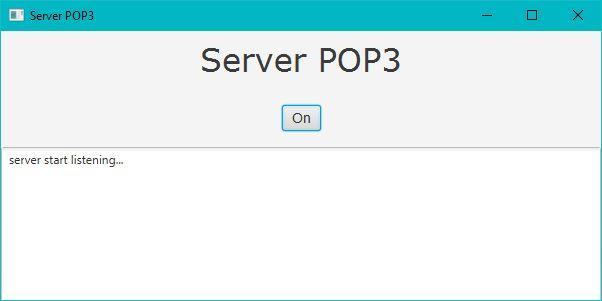 Server POP3
Server POP3
On
server start listening...